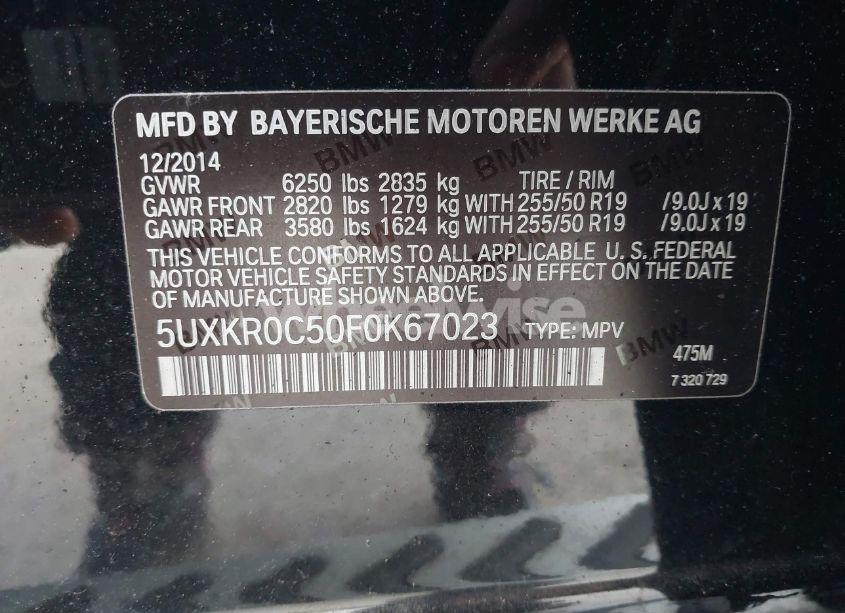 MFD BY BAYERISCHE MOTOREN WERKE AG
12/2014
GVWR 6250 lbs 2835 kg TIRE / RIM
GAWR FRONT 2820 lbs 1279 kg WITH 255/50 R19 /9.0J x 19
GAWR REAR 3580 lbs 1624 kg WITH 255/50 R19 /9.0J x 19
THIS VEHICLE CONFORMS TO ALL APPLICABLE U. S. FEDERAL
MOTOR VEHICLE SAFETY STANDARDS IN EFFECT ON THE DATE
OF MANUFACTURE SHOWN ABOVE.
5UXKR0C50F0K67023 TYPE: MPV
475M
7 320 729